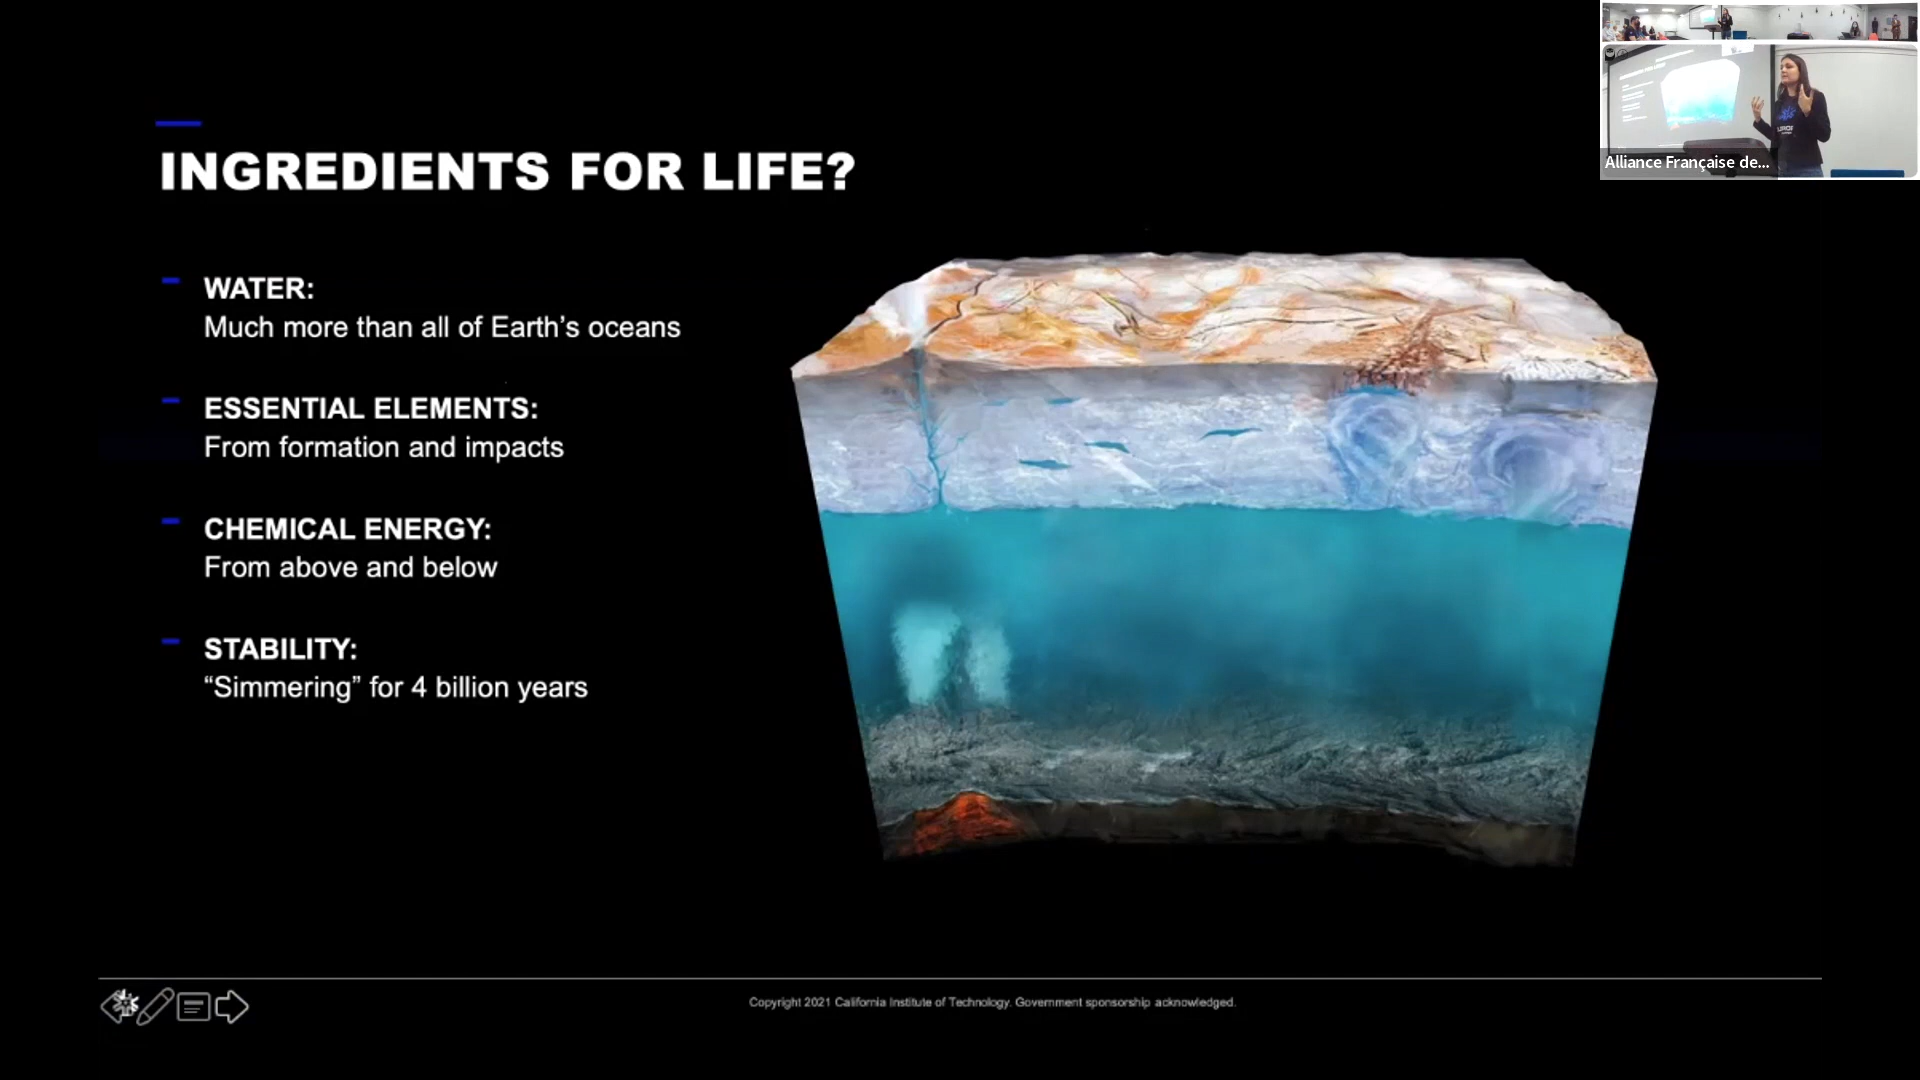 Alliance Française de...
INGREDIENTS FOR LIFE?
WATER:
Much more than all of Earth’s oceans
ESSENTIAL ELEMENTS:
From formation and impacts
CHEMICAL ENERGY:
From above and below
STABILITY:
“Simmering” for 4 billion years
Copyright 2021 California Institute of Technology. Government sponsorship acknowledged.